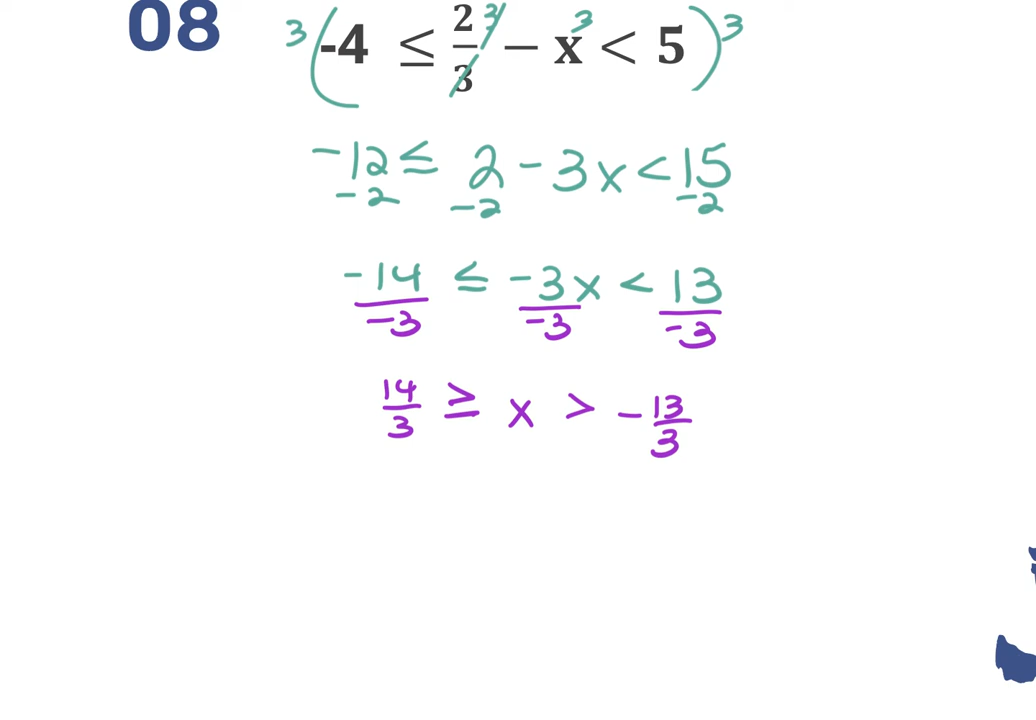 08
3(-4 ≤ 2/3 3 - x 3 < 5)3
-12 ≤ 2 - 3x < 15
-2 -2 -2
-14 ≤ -3x < 13
-3 -3 -3
14/3 ≥ x > -13/3